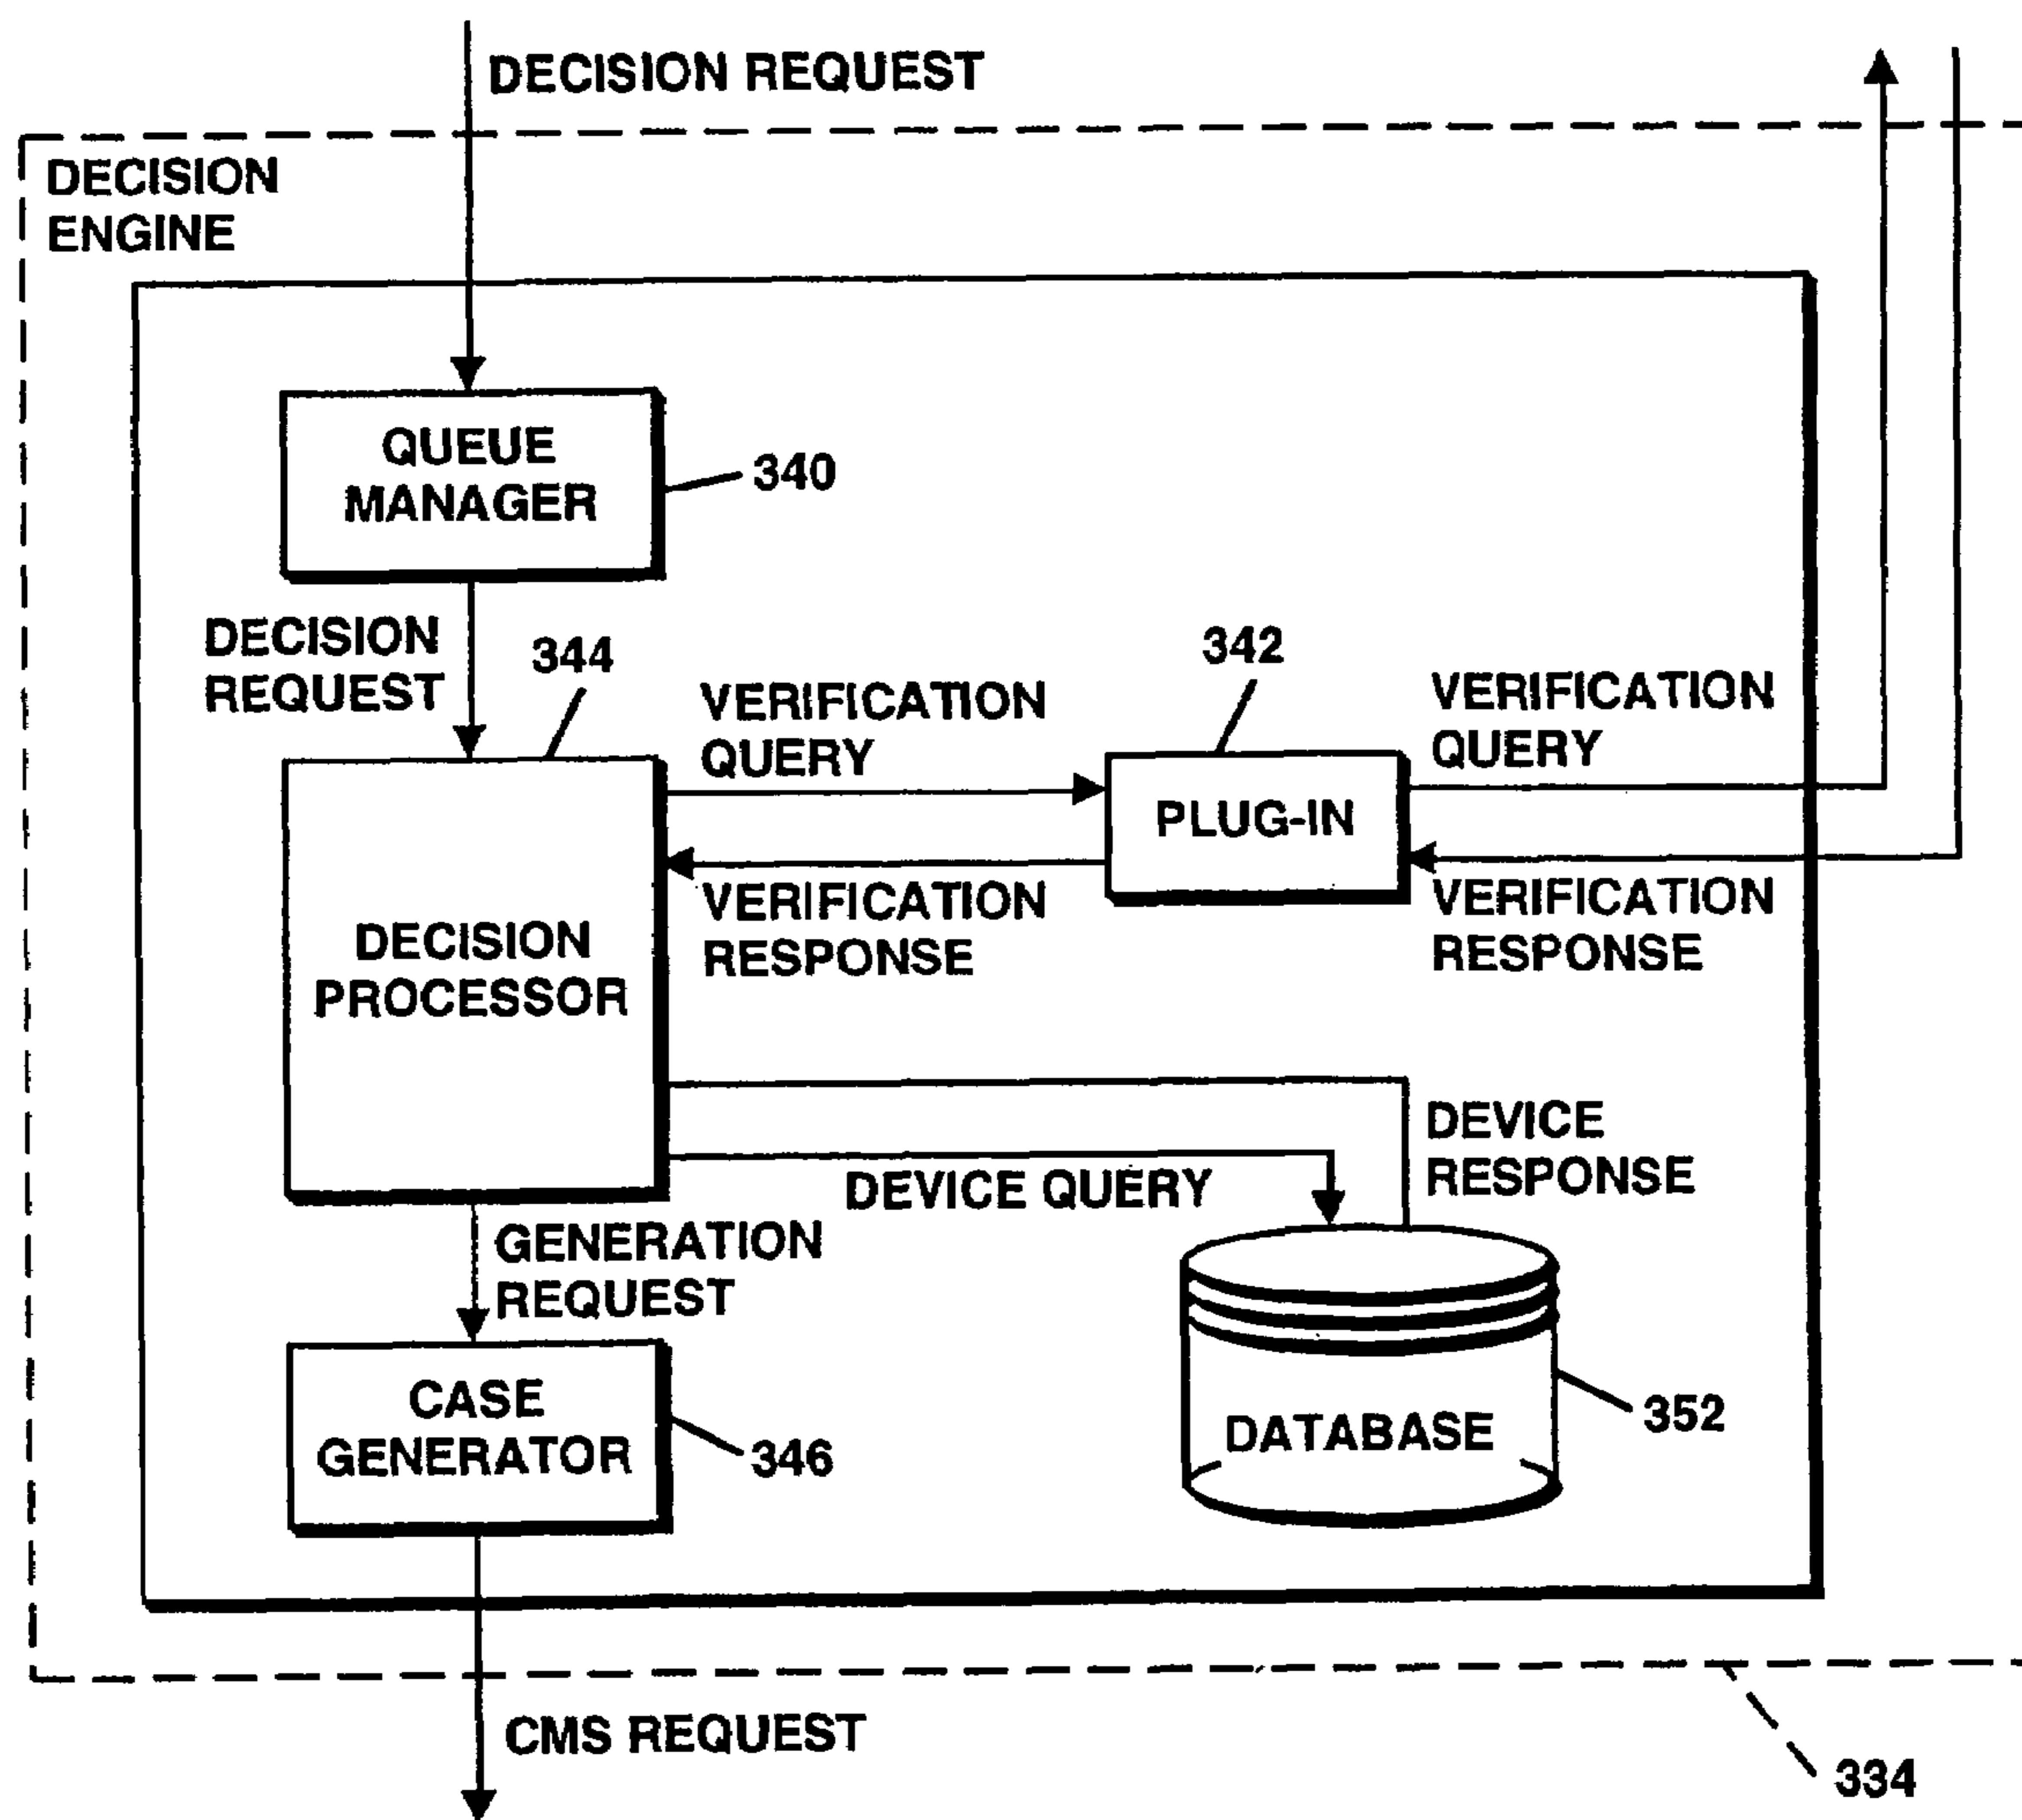 DECISION REQUEST
DECISION
ENGINE
QUEUE
MANAGER
340
DECISION
REQUEST
344
VERIFICATION
QUERY
342
VERIFICATION
QUERY
PLUG-IN
VERIFICATION
RESPONSE
VERIFICATION
RESPONSE
DECISION
PROCESSOR
DEVICE
RESPONSE
DEVICE QUERY
GENERATION
REQUEST
CASE
GENERATOR
346
DATABASE
352
CMS REQUEST
334